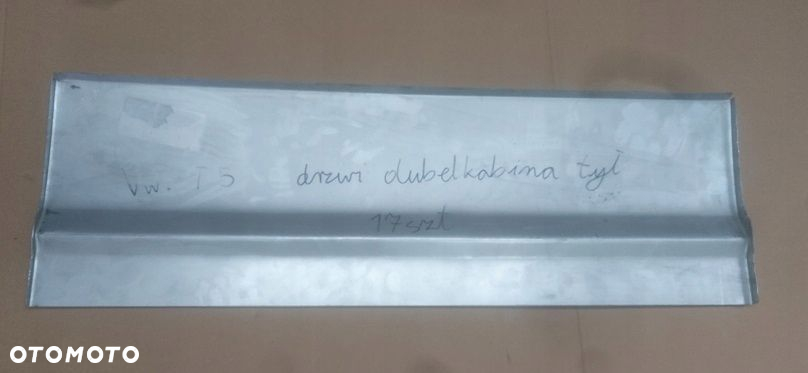 Vw. T5 drzwi dubelkabina tył
17 szt
OTOMOTO